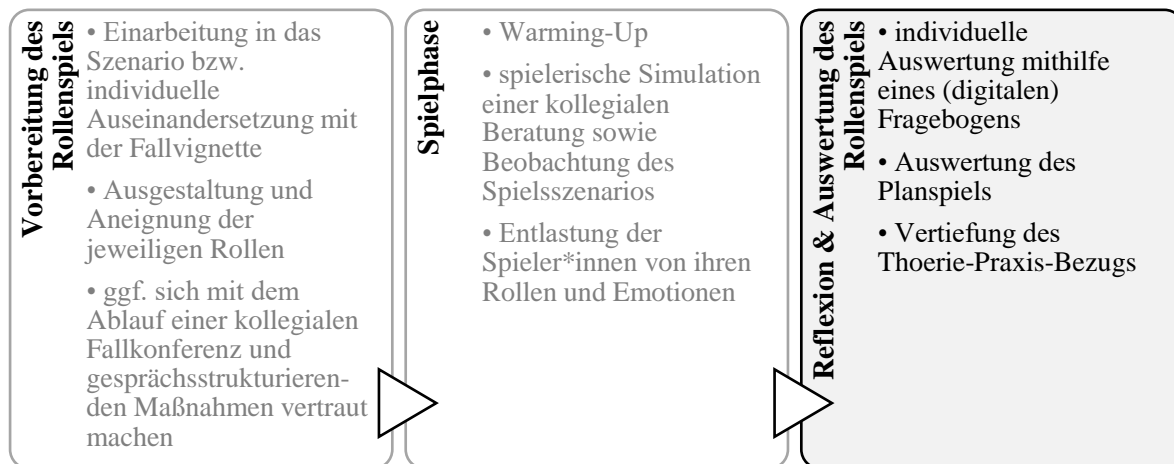 Vorbereitung des
Rollenspiels
• Einarbeitung in das
Szenario bzw.
individuelle
Auseinandersetzung mit
der Fallvignette
• Ausgestaltung und
Aneignung der
jeweiligen Rollen
• ggf. sich mit dem
Ablauf einer kollegialen
Fallkonferenz und
gesprächsstrukturieren-
den Maßnahmen vertraut
machen
Spielphase
• Warming-Up
• spielerische Simulation
einer kollegialen
Beratung sowie
Beobachtung des
Spielsszenarios
• Entlastung der
Spieler*innen von ihren
Rollen und Emotionen
Reflexion & Auswertung des
Rollenspiels
• individuelle
Auswertung mithilfe
eines (digitalen)
Fragebogens
• Auswertung des
Planspiels
• Vertiefung des
Thoerie-Praxis-Bezugs